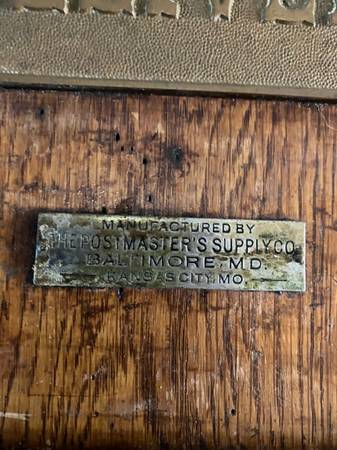 MANUFACTURED BY
THE POSTMASTER'S SUPPLY CO.
BALTIMORE, MD.
KANSAS CITY, MO.